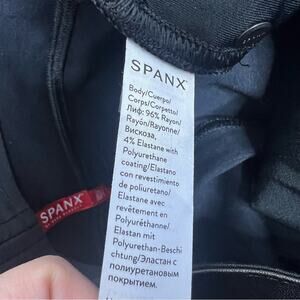 SPANX
Body/Cuerpo/
Corps/Corpetto/
Лиф: 96% Rayon/
Rayón/Rayonne/
Вискоза,
4% Elastane with
Polyurethane
coating/Elastano
con revestimiento
de poliuretano/
Elastane avec
revêtement en
Polyuréthane/
Elastan mit
Polyurethan-Beschi
chtung/Эластан с
полиуретановым
покрытием.
SPANX